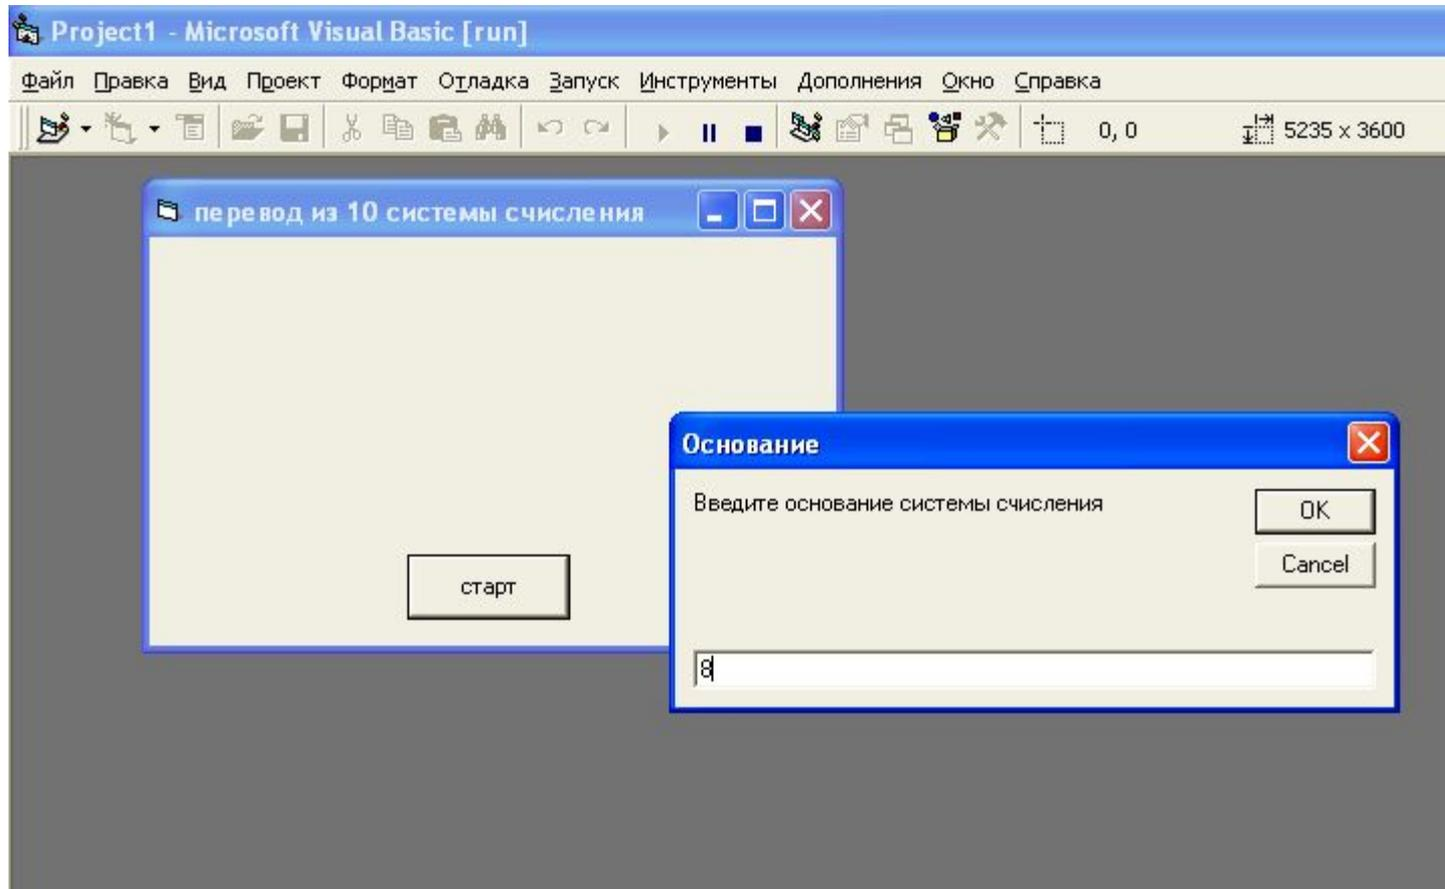 Project1 - Microsoft Visual Basic [run]
Файл Правка Вид Проект Формат Отладка Запуск Инструменты Дополнения Окно Справка
0, 0 5235 x 3600
перевод из 10 системы счисления
Основание
Введите основание системы счисления
OK
Cancel
старт
8